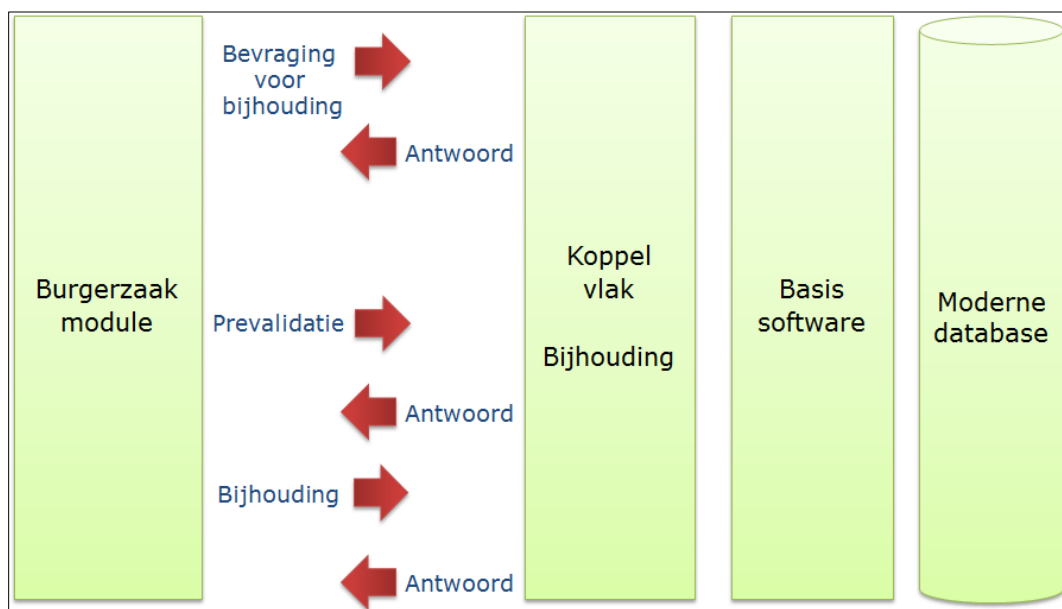 Burgerzaak
module
Bevraging
voor
bijhouding
Antwoord
Prevalidatie
Antwoord
Bijhouding
Antwoord
Koppel
vlak
Bijhouding
Basis
software
Moderne
database